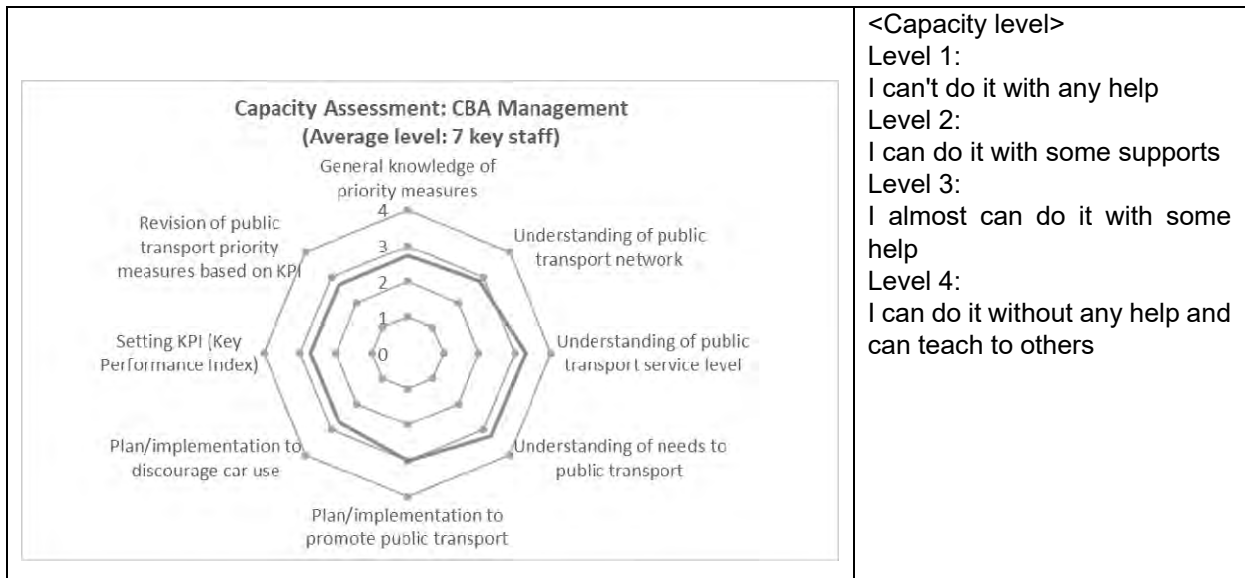 Capacity Assessment: CBA Management
(Average level: 7 key staff)
General knowledge of
priority measures
4
3
2
1
0
Understanding of public
transport network
Understanding of public
transport service level
Understanding of needs to
public transport
Plan/implementation to
promote public transport
Plan/implementation to
discourage car use
Setting KPI (Key
Performance Index)
Revision of public
transport priority
measures based on KPI
<Capacity level>
Level 1:
I can't do it with any help
Level 2:
I can do it with some supports
Level 3:
I almost can do it with some
help
Level 4:
I can do it without any help and
can teach to others